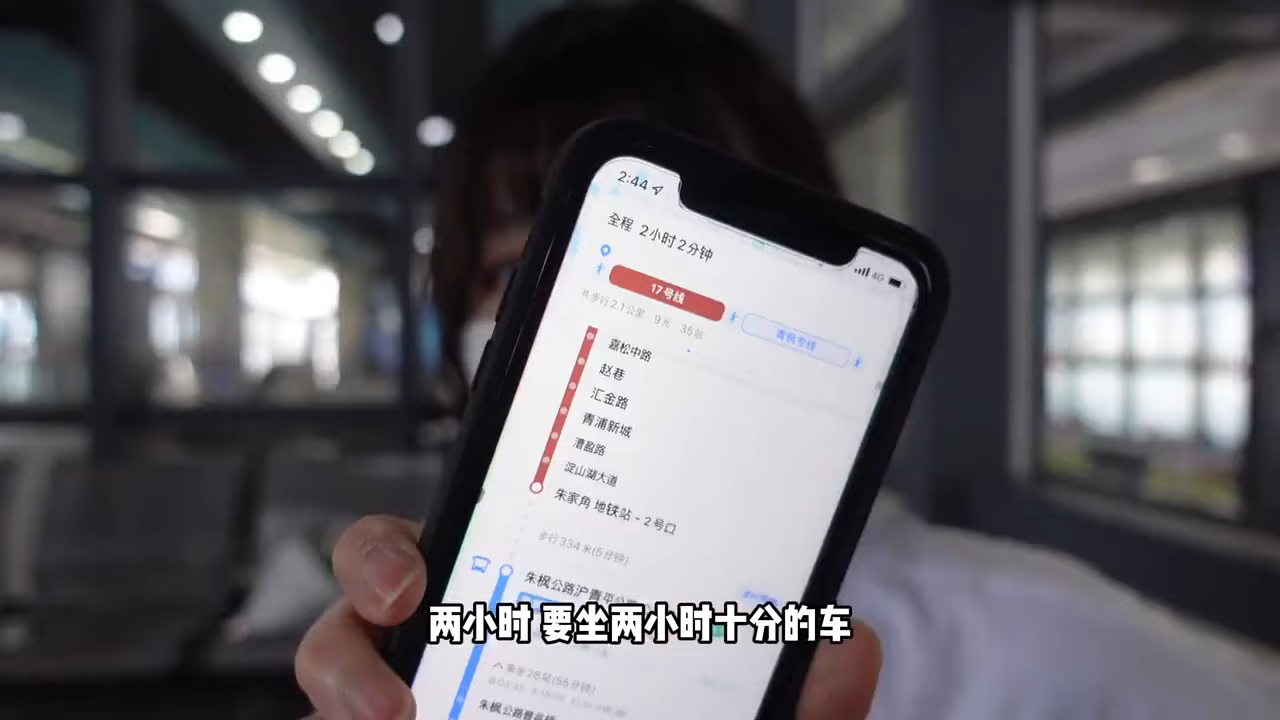 2:44
4G
全程 2小时2分钟
17号线
青枫专线
共步行2.1公里 9元 35站
嘉松中路
赵巷
汇金路
青浦新城
漕盈路
淀山湖大道
朱家角 地铁站 - 2号口
步行334米(5分钟)
朱枫公路沪青平公路
乘坐28站(55分钟)
朱枫公路
两小时 要坐两小时十分的车